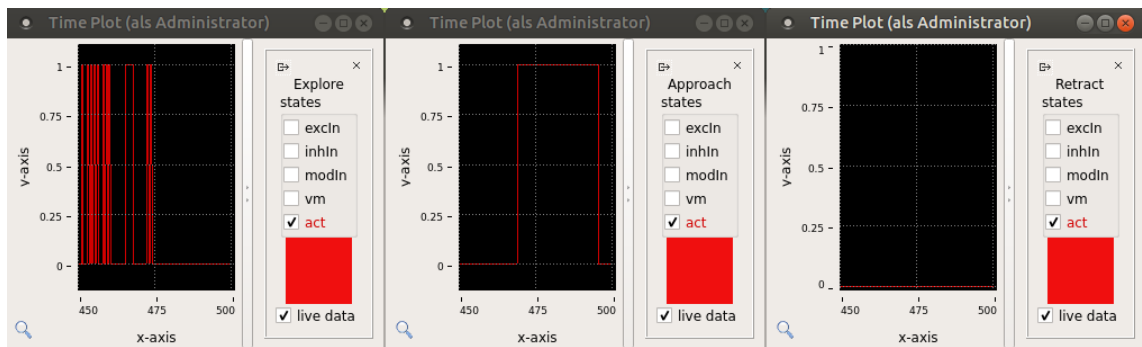 Time Plot (als Administrator)
1
0.75
0.5
0.25
0
y-axis
450
475
500
x-axis
Explore
states
excIn
inhIn
modIn
vm
act
live data
Time Plot (als Administrator)
1
0.75
0.5
0.25
0
y-axis
450
475
500
x-axis
Approach
states
excIn
inhIn
modIn
vm
act
live data
Time Plot (als Administrator)
1
0.75
0.5
0.25
0
y-axis
450
475
500
x-axis
Retract
states
excIn
inhIn
modIn
vm
act
live data